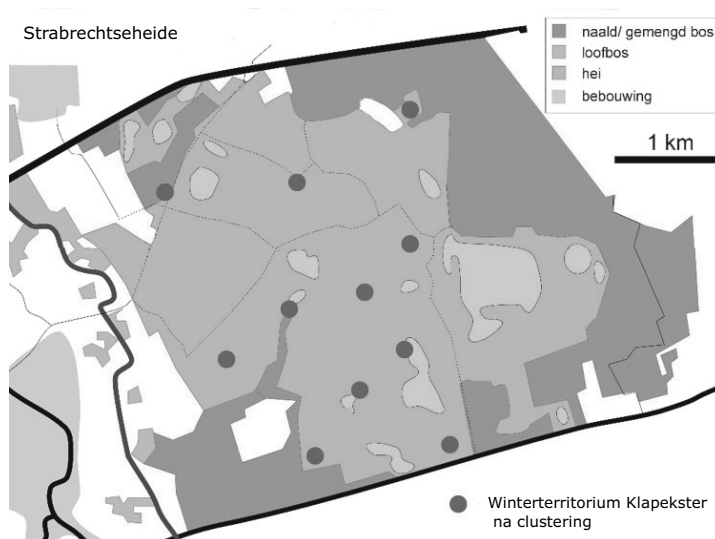 Strabrechtseheide
naald/ gemengd bos
loofbos
hei
bebouwing
1 km
Winterterritorium Klapekster
na clustering